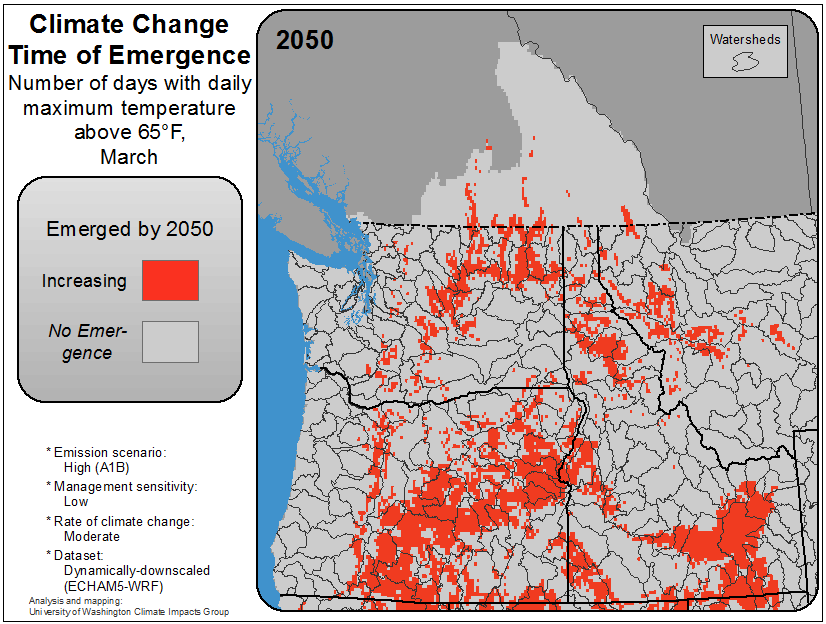 Climate Change
Time of Emergence
Number of days with daily
maximum temperature
above 65°F,
March
Emerged by 2050
Increasing
No Emer-
gence
* Emission scenario:
High (A1B)
* Management sensitivity:
Low
* Rate of climate change:
Moderate
* Dataset:
Dynamically-downscaled
(ECHAM5-WRF)
Analysis and mapping:
University of Washington Climate Impacts Group
2050
Watersheds